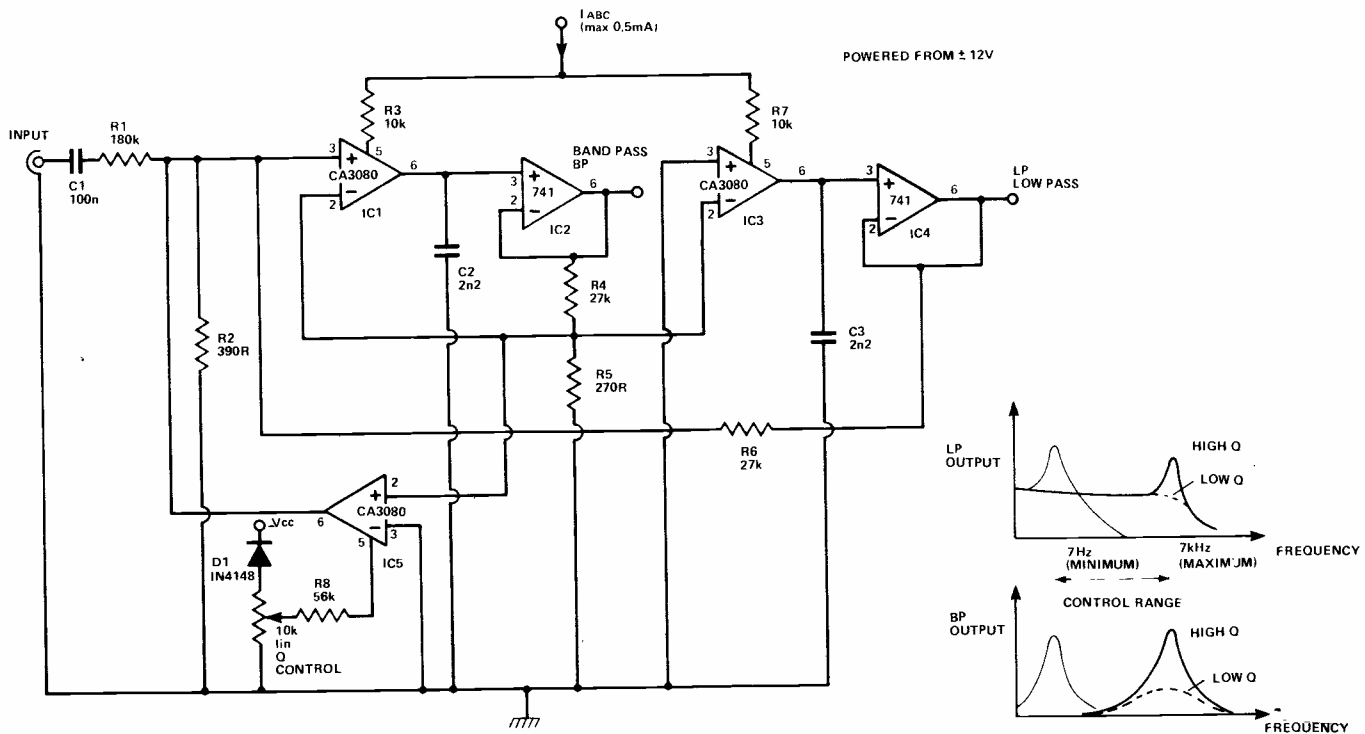 I ABC
(max 0.5mA)
POWERED FROM ± 12V
INPUT
R1
180k
C1
100n
R3
10k
3
+
5
CA3080
6
−
2
IC1
BAND PASS
BP
3
+
741
6
2
−
IC2
R7
10k
3
+
5
CA3080
6
−
2
IC3
LP
LOW PASS
3
+
741
6
2
−
IC4
C2
2n2
R4
27k
C3
2n2
R2
390R
R5
270R
R6
27k
2
+
CA3080
6
−
3
5
IC5
−Vcc
D1
IN4148
R8
56k
10k
lin
Q
CONTROL
LP
OUTPUT
HIGH Q
LOW Q
7Hz
(MINIMUM)
7kHz
(MAXIMUM)
FREQUENCY
CONTROL RANGE
BP
OUTPUT
HIGH Q
LOW Q
FREQUENCY